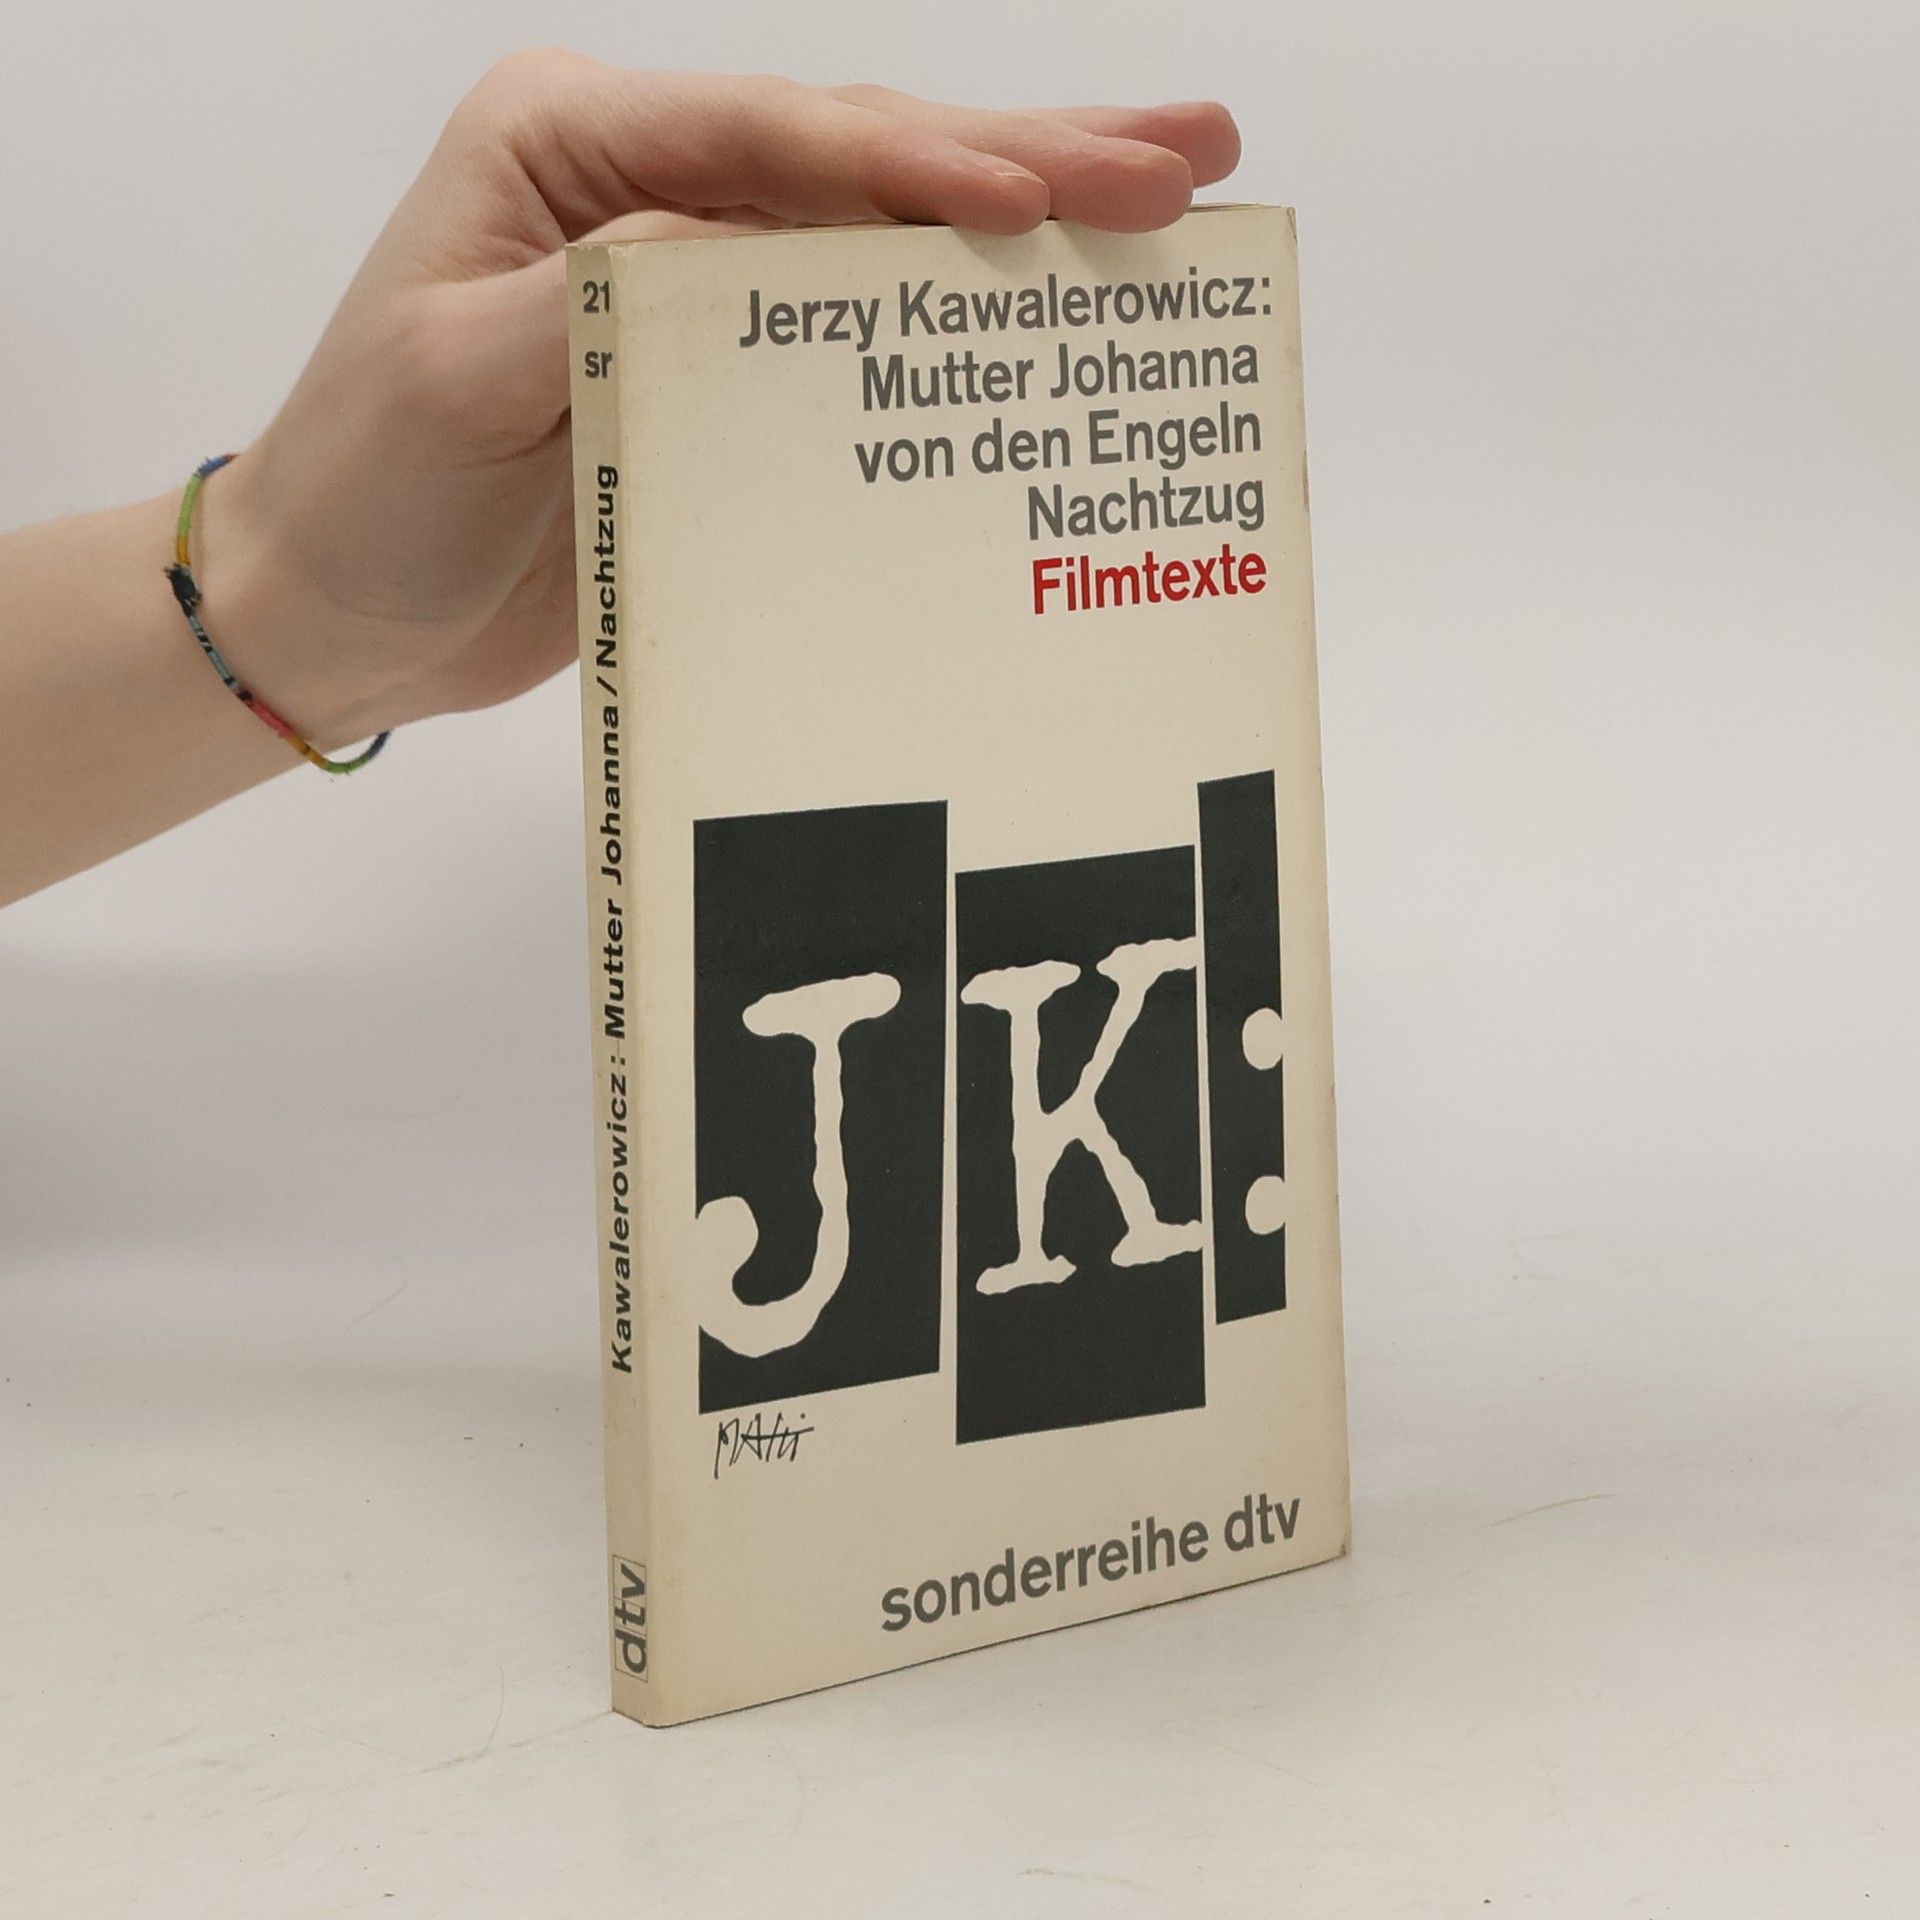 21
sr
Kawalerowicz: Mutter Johanna / Nachtzug
dtv
Jerzy Kawalerowicz:
Mutter Johanna
von den Engeln
Nachtzug
Filmtexte
JK:
sonderreihe dtv